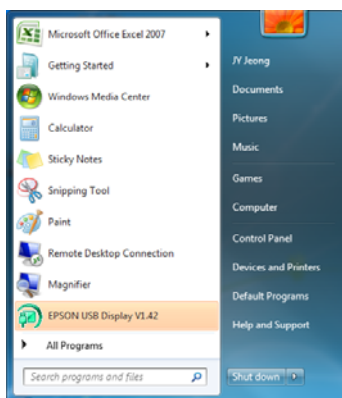 Microsoft Office Excel 2007
Getting Started
Windows Media Center
Calculator
Sticky Notes
Snipping Tool
Paint
Remote Desktop Connection
Magnifier
EPSON USB Display V1.42
All Programs
Search programs and files
JY Jeong
Documents
Pictures
Music
Games
Computer
Control Panel
Devices and Printers
Default Programs
Help and Support
Shut down